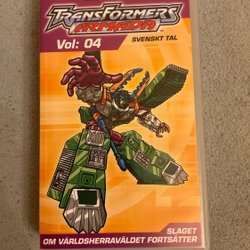 TRANSFORMERS
ARMADA
Vol: 04
SVENSKT TAL
SLAGET
OM VÄRLDSHERRAVÄLDET FORTSÄTTER